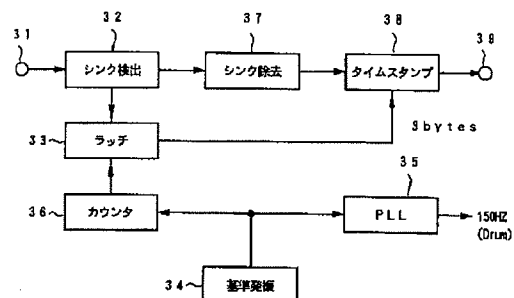 31
32
37
38
39
シンク検出
シンク除去
タイムスタンプ
33
ラッチ
3bytes
35
36
カウンタ
PLL
150HZ
(Drum)
34
基準発振